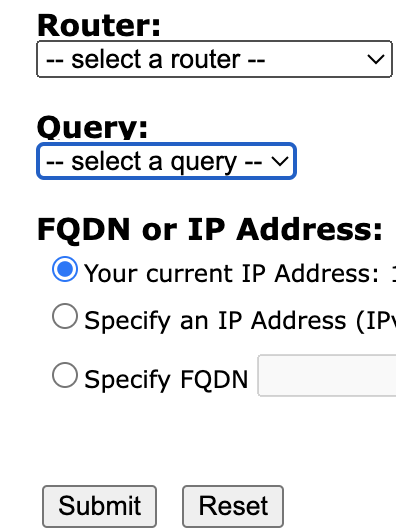 Router:
-- select a router --
Query:
-- select a query --
FQDN or IP Address:
Your current IP Address:
Specify an IP Address
Specify FQDN
Submit Reset